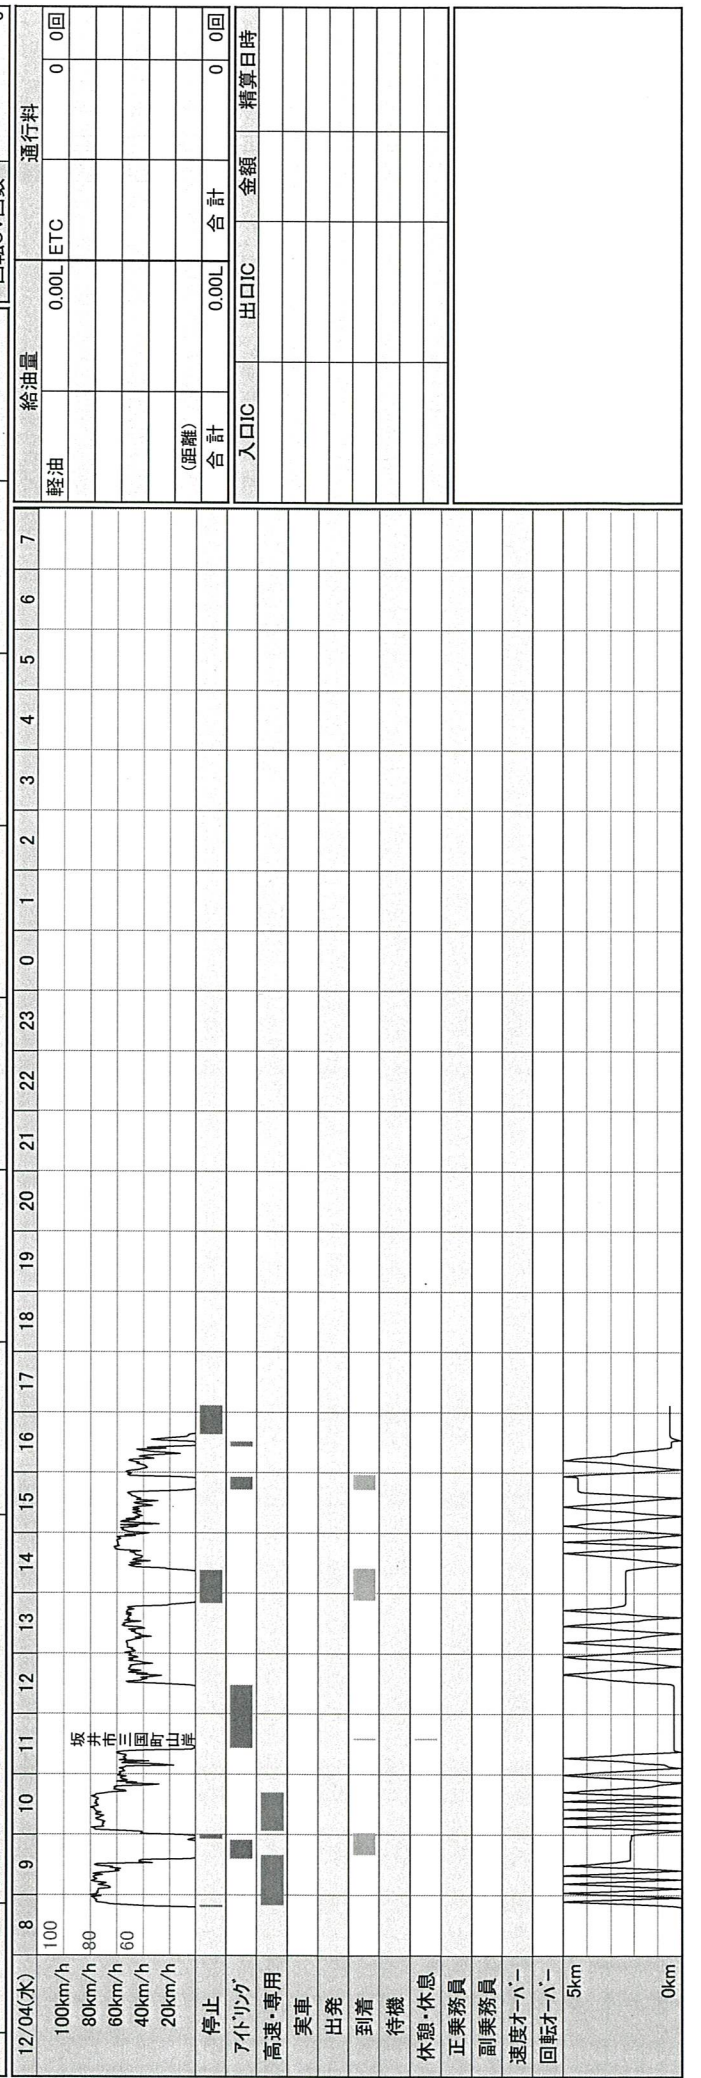 12/04(水) 8 9 10 11 12 13 14 15 16 17 18 19 20 21 22 23 0 1 2 3 4 5 6 7
100km/h 100
80km/h 80
60km/h 60
40km/h
20km/h
坂井市三国町山岸
停止
アイドリング
高速・専用
実車
出発
到着
待機
休憩・休息
正乗務員
副乗務員
速度オーバー
回転オーバー
5km
0km
給油量 通行料
軽油 0.00L ETC 0 0回
(距離)
合計 0.00L 合計 0 0回
入口IC 出口IC 金額 精算日時